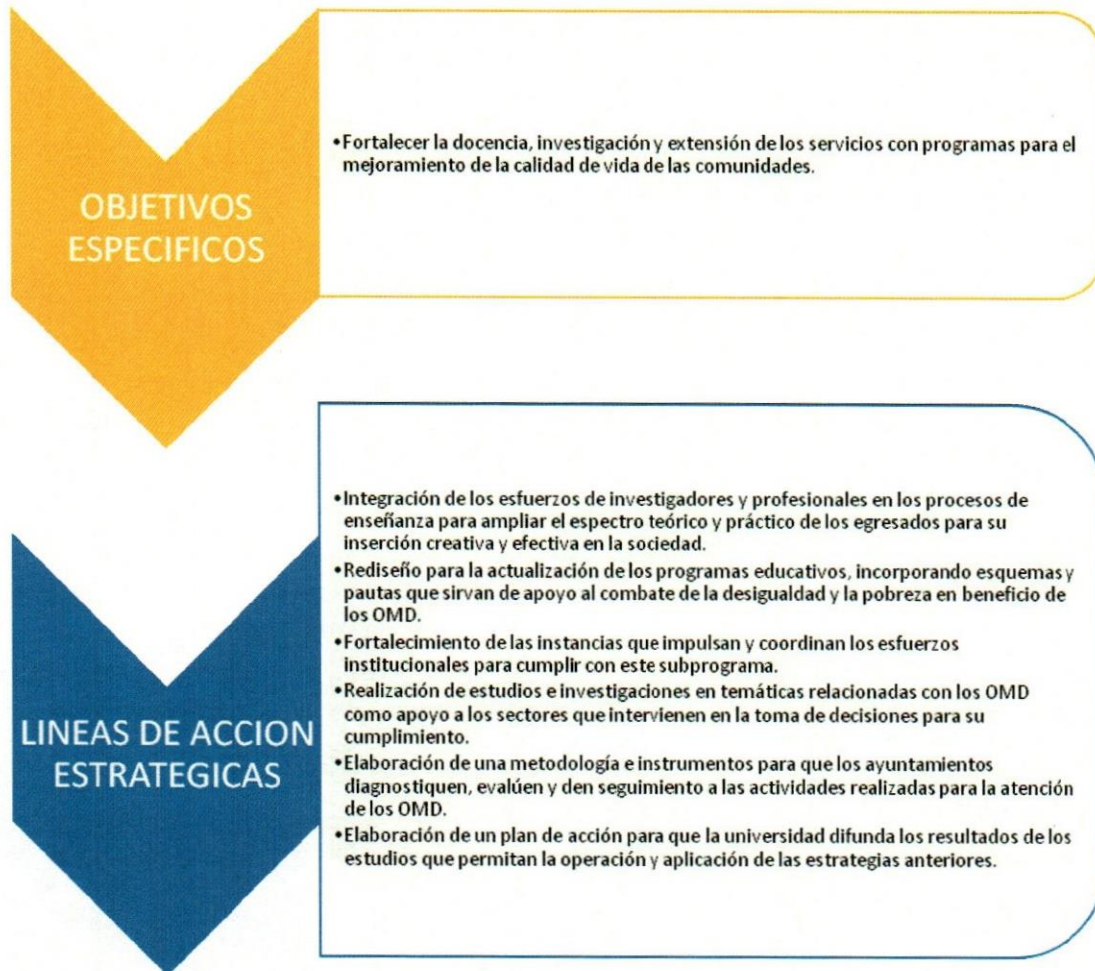 OBJETIVOS
ESPECIFICOS
•Fortalecer la docencia, investigación y extensión de los servicios con programas para el
mejoramiento de la calidad de vida de las comunidades.
LINEAS DE ACCION
ESTRATEGICAS
•Integración de los esfuerzos de investigadores y profesionales en los procesos de
enseñanza para ampliar el espectro teórico y práctico de los egresados para su
inserción creativa y efectiva en la sociedad.
•Rediseño para la actualización de los programas educativos, incorporando esquemas y
pautas que sirvan de apoyo al combate de la desigualdad y la pobreza en beneficio de
los OMD.
•Fortalecimiento de las instancias que impulsan y coordinan los esfuerzos
institucionales para cumplir con este subprograma.
•Realización de estudios e investigaciones en temáticas relacionadas con los OMD
como apoyo a los sectores que intervienen en la toma de decisiones para su
cumplimiento.
•Elaboración de una metodología e instrumentos para que los ayuntamientos
diagnostiquen, evalúen y den seguimiento a las actividades realizadas para la atención
de los OMD.
•Elaboración de un plan de acción para que la universidad difunda los resultados de los
estudios que permitan la operación y aplicación de las estrategias anteriores.